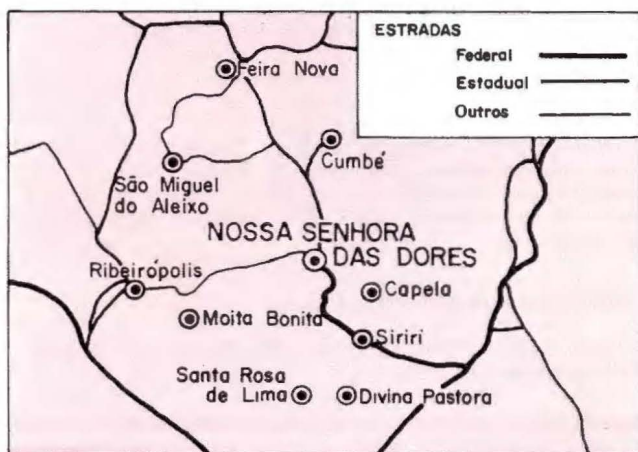 ESTRADAS
Federal
Estadual
Outros
Feira Nova
Cumbé
São Miguel
do Aleixo
NOSSA SENHORA
DAS DORES
Ribeirópolis
Capela
Moita Bonita
Siriri
Santa Rosa
de Lima
Divina Pastora